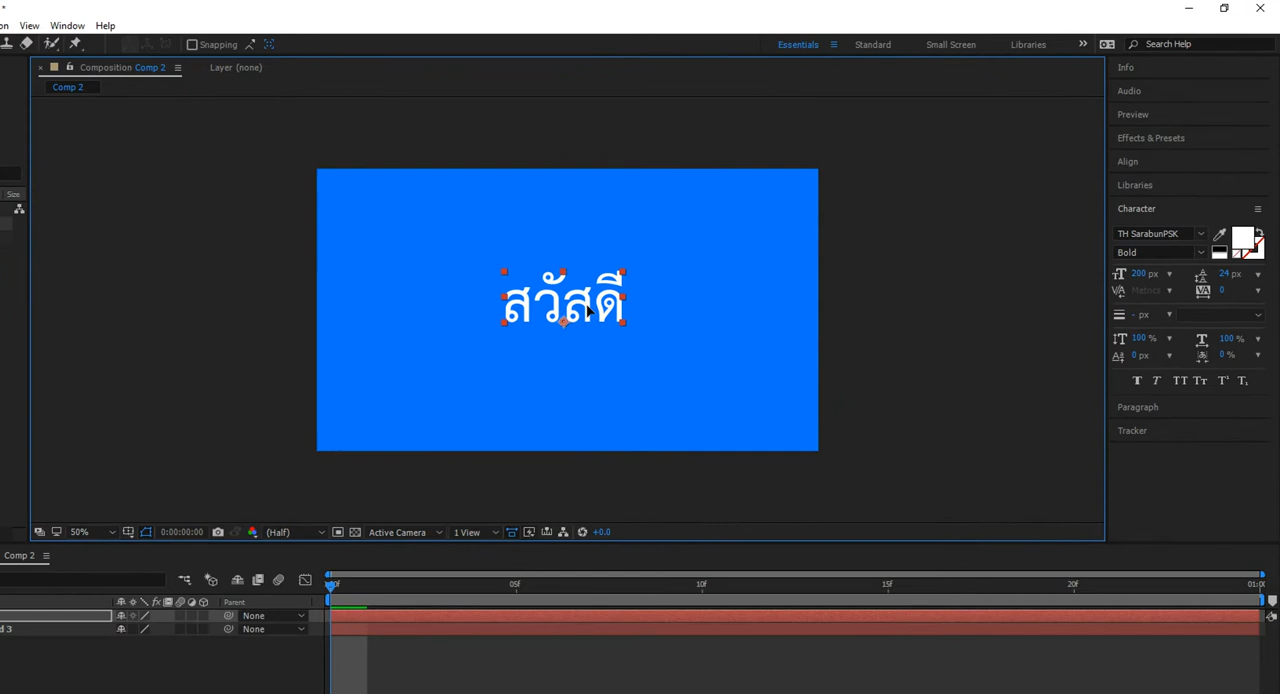 View Window Help
Snapping
Essentials
Standard
Small Screen
Libraries
Search Help
Composition Comp 2
Layer (none)
Comp 2
สวัสดี
Info
Audio
Preview
Effects & Presets
Align
Libraries
Character
TH SarabunPSK
Bold
200 px
24 px
Metrics
0
- px
100 %
100 %
0 px
0 %
Paragraph
Tracker
Size
50%
0:00:00:00
(Half)
Active Camera
1 View
+0.0
Comp 2
05f
10f
15f
20f
01:00
Parent
None
d 3
None